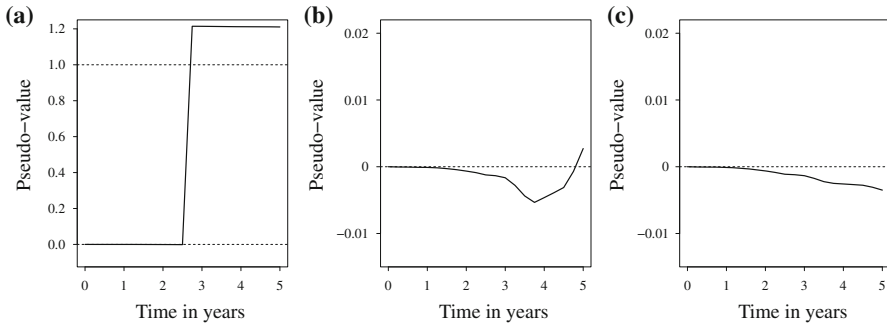 (a)
Pseudo−value
1.2
1.0
0.8
0.6
0.4
0.2
0.0
0 1 2 3 4 5
Time in years
(b)
Pseudo−value
0.02
0.01
0
−0.01
0 1 2 3 4 5
Time in years
(c)
Pseudo−value
0.02
0.01
0
−0.01
0 1 2 3 4 5
Time in years